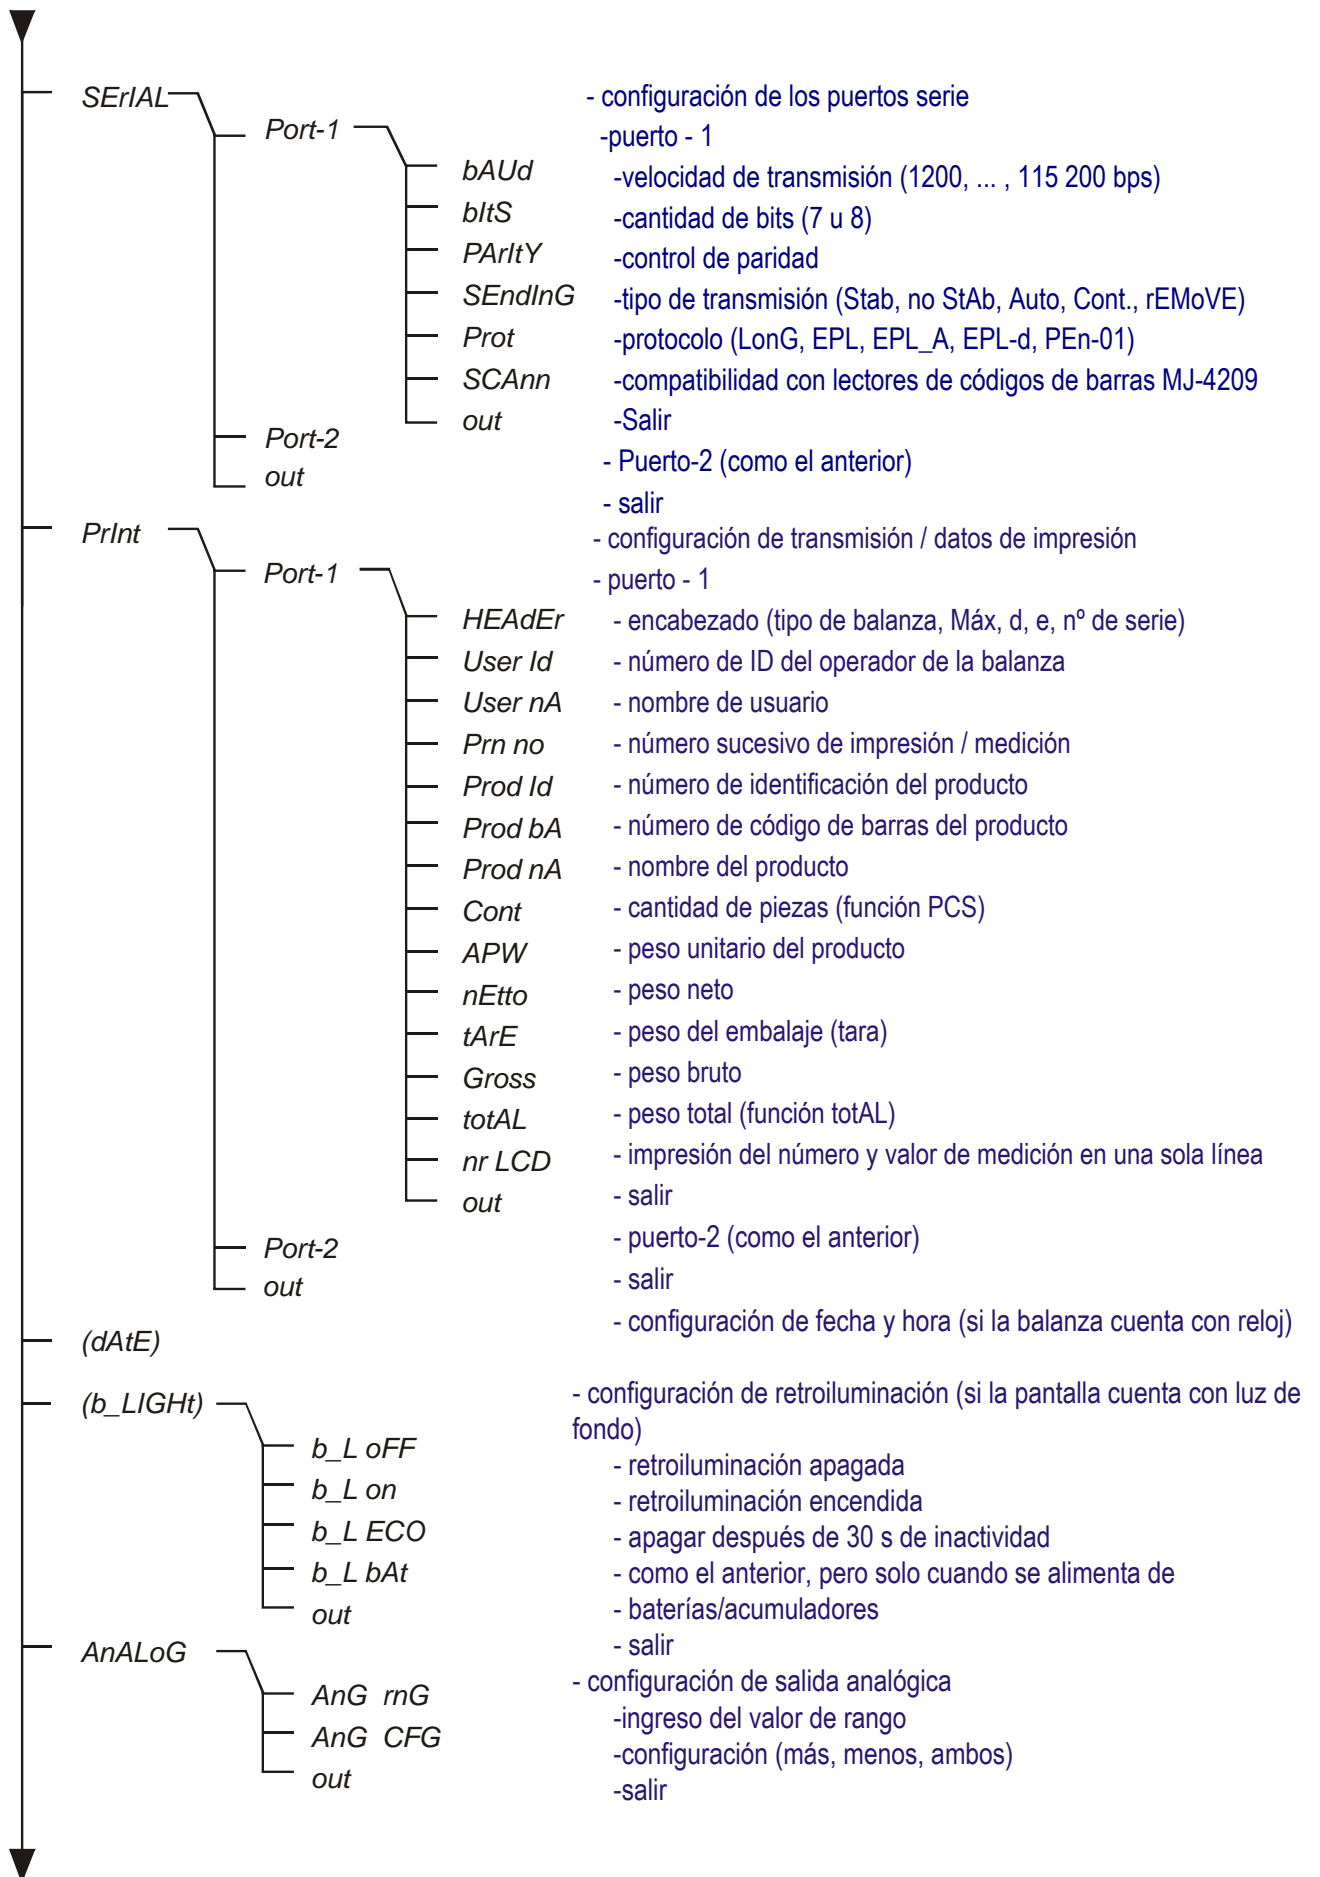 SErIAL - configuración de los puertos serie
Port-1 -puerto - 1
bAUd -velocidad de transmisión (1200, ... , 115 200 bps)
bItS -cantidad de bits (7 u 8)
PArItY -control de paridad
SEndInG -tipo de transmisión (Stab, no StAb, Auto, Cont., rEMoVE)
Prot -protocolo (LonG, EPL, EPL_A, EPL-d, PEn-01)
SCAnn -compatibilidad con lectores de códigos de barras MJ-4209
out -Salir
Port-2 - Puerto-2 (como el anterior)
out - salir
PrInt - configuración de transmisión / datos de impresión
Port-1 - puerto - 1
HEAdEr - encabezado (tipo de balanza, Máx, d, e, nº de serie)
User Id - número de ID del operador de la balanza
User nA - nombre de usuario
Prn no - número sucesivo de impresión / medición
Prod Id - número de identificación del producto
Prod bA - número de código de barras del producto
Prod nA - nombre del producto
Cont - cantidad de piezas (función PCS)
APW - peso unitario del producto
nEtto - peso neto
tArE - peso del embalaje (tara)
Gross - peso bruto
totAL - peso total (función totAL)
nr LCD - impresión del número y valor de medición en una sola línea
out - salir
Port-2 - puerto-2 (como el anterior)
out - salir
(dAtE) - configuración de fecha y hora (si la balanza cuenta con reloj)
(b_LIGHt) - configuración de retroiluminación (si la pantalla cuenta con luz de
fondo)
b_L oFF - retroiluminación apagada
b_L on - retroiluminación encendida
b_L ECO - apagar después de 30 s de inactividad
b_L bAt - como el anterior, pero solo cuando se alimenta de
- baterías/acumuladores
out - salir
AnALoG - configuración de salida analógica
AnG rnG -ingreso del valor de rango
AnG CFG -configuración (más, menos, ambos)
out -salir